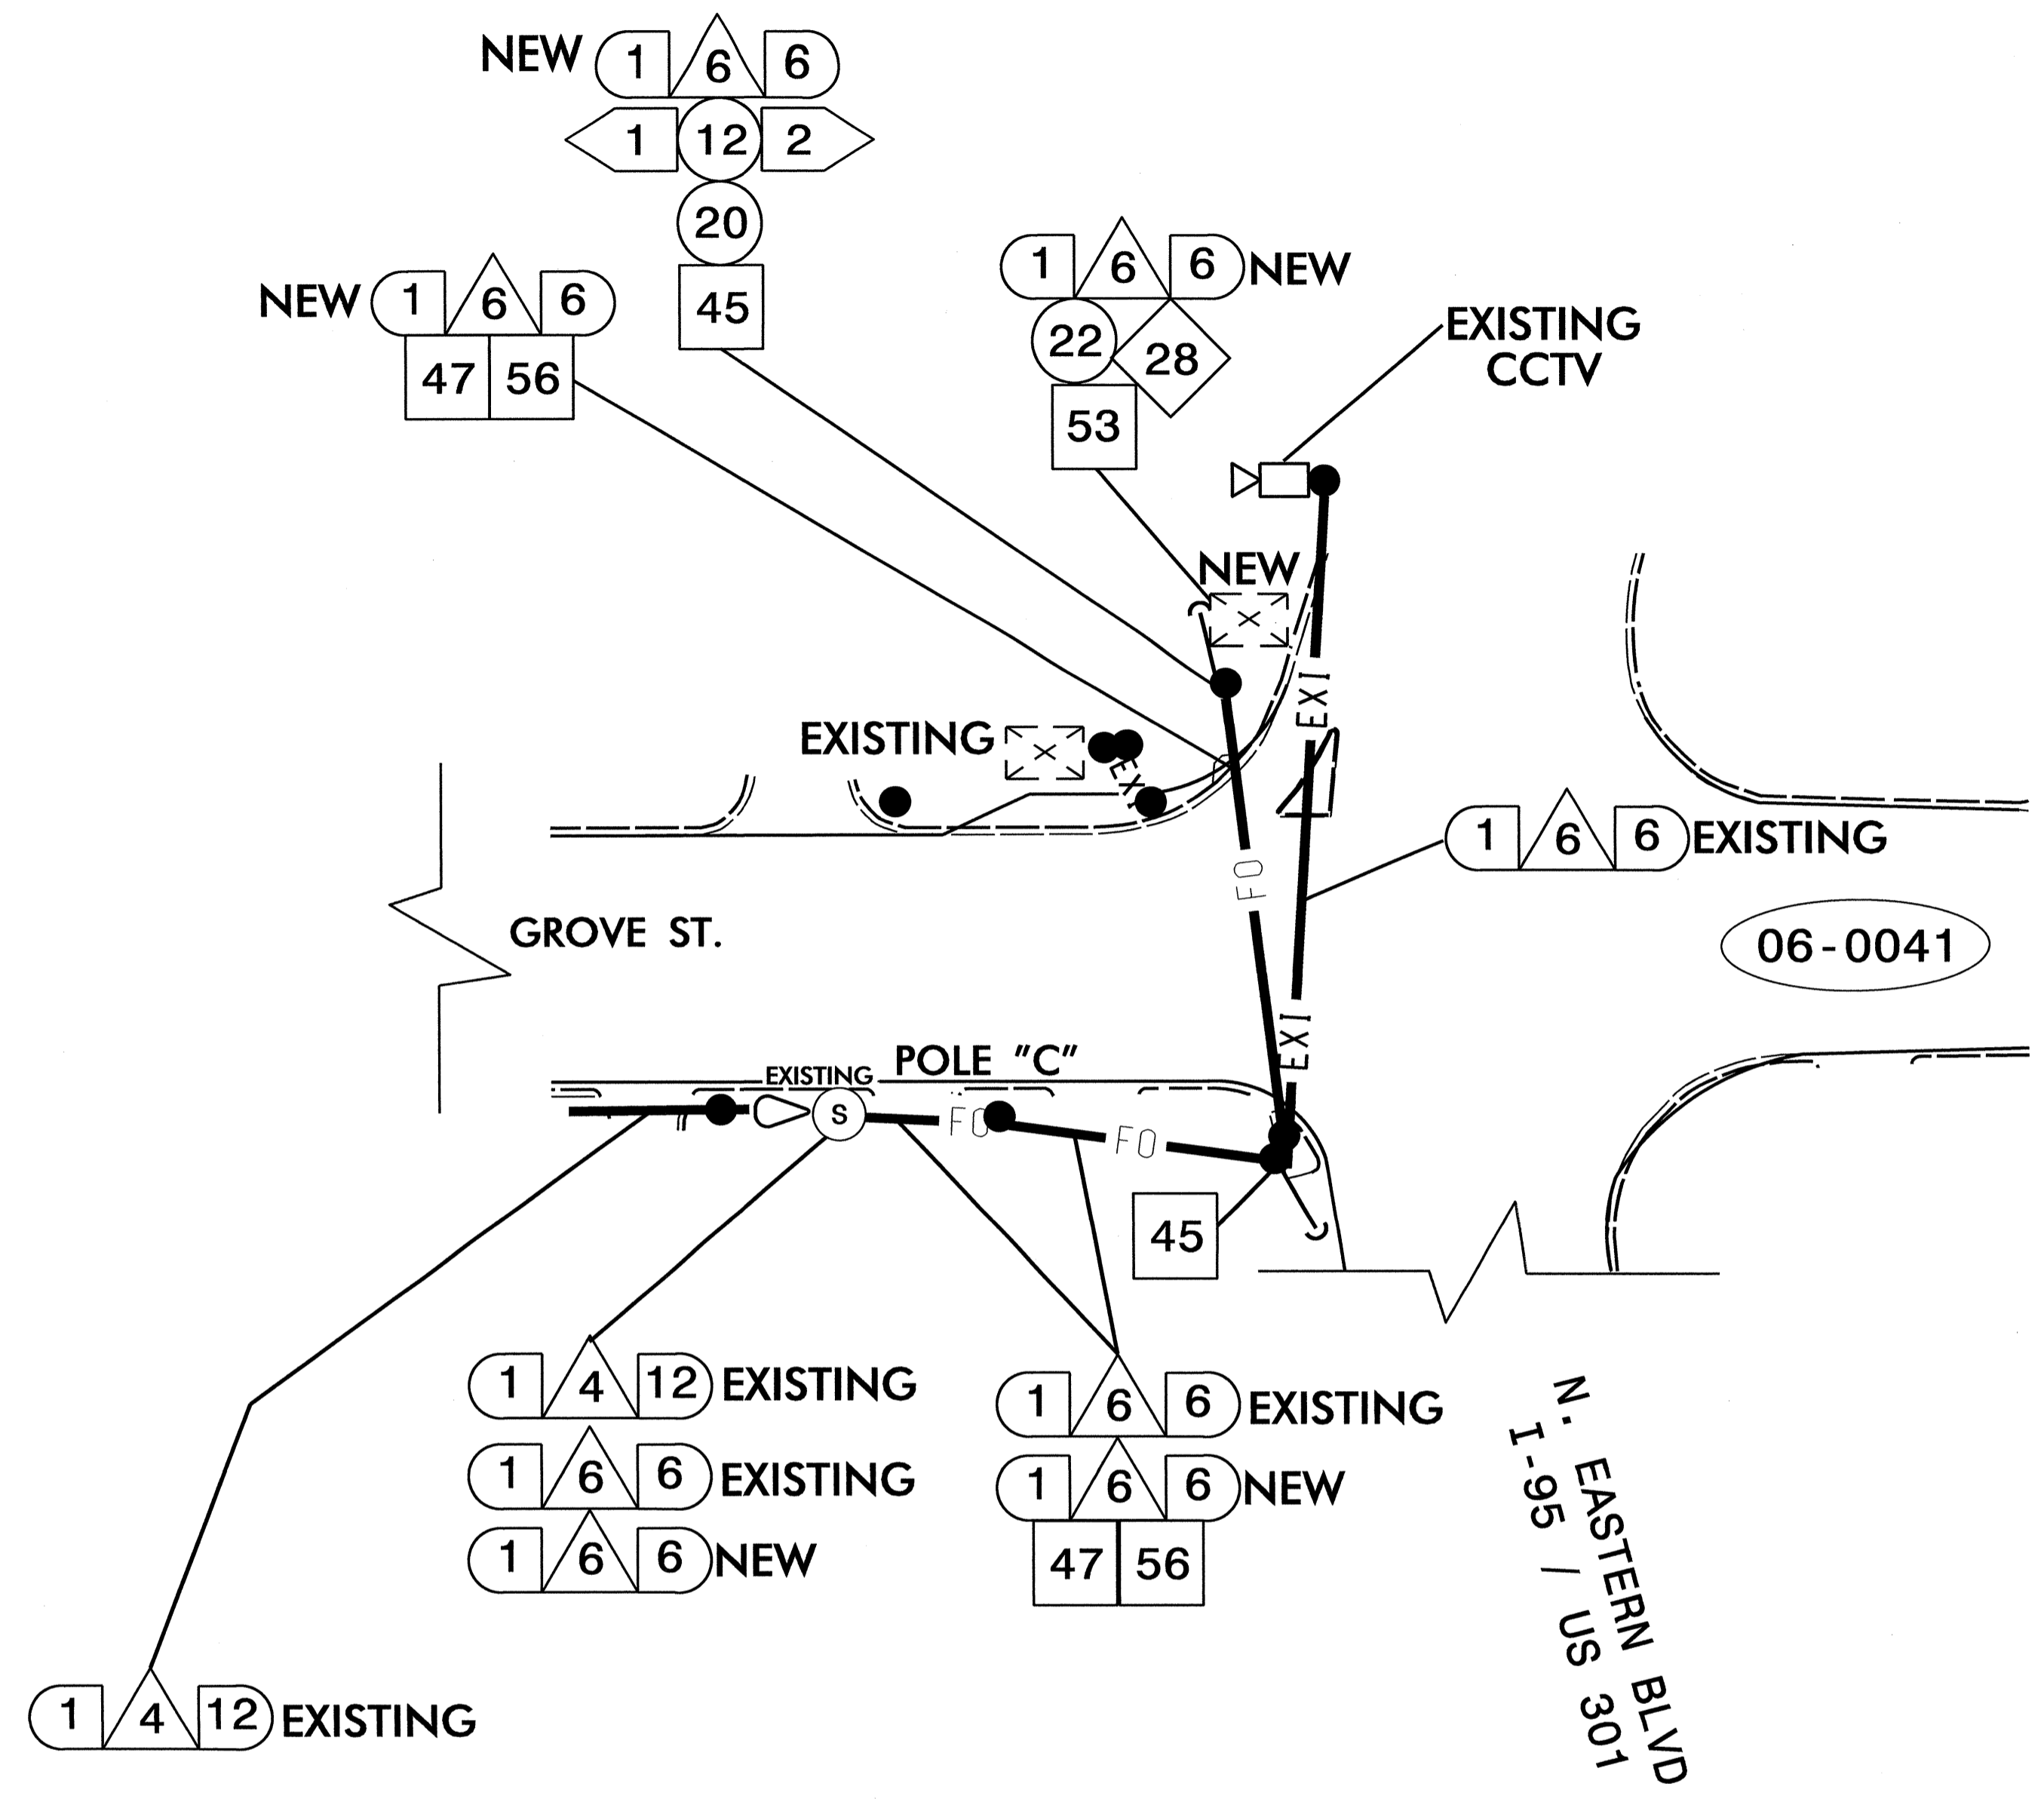 NEW 1 6 6
1 12 2
20
45
NEW 1 6 6
47 56
1 6 6 NEW
22 28
53
EXISTING
CCTV
NEW
EXI
EXISTING
EX
1 6 6 EXISTING
FO
GROVE ST.
06-0041
EXI
POLE "C"
EXISTING
S
FO
FO
45
1 4 12 EXISTING
1 6 6 EXISTING
1 6 6 NEW
1 6 6 EXISTING
1 6 6 NEW
47 56
N. EASTERN BLVD
I-95 / US 301
1 4 12 EXISTING